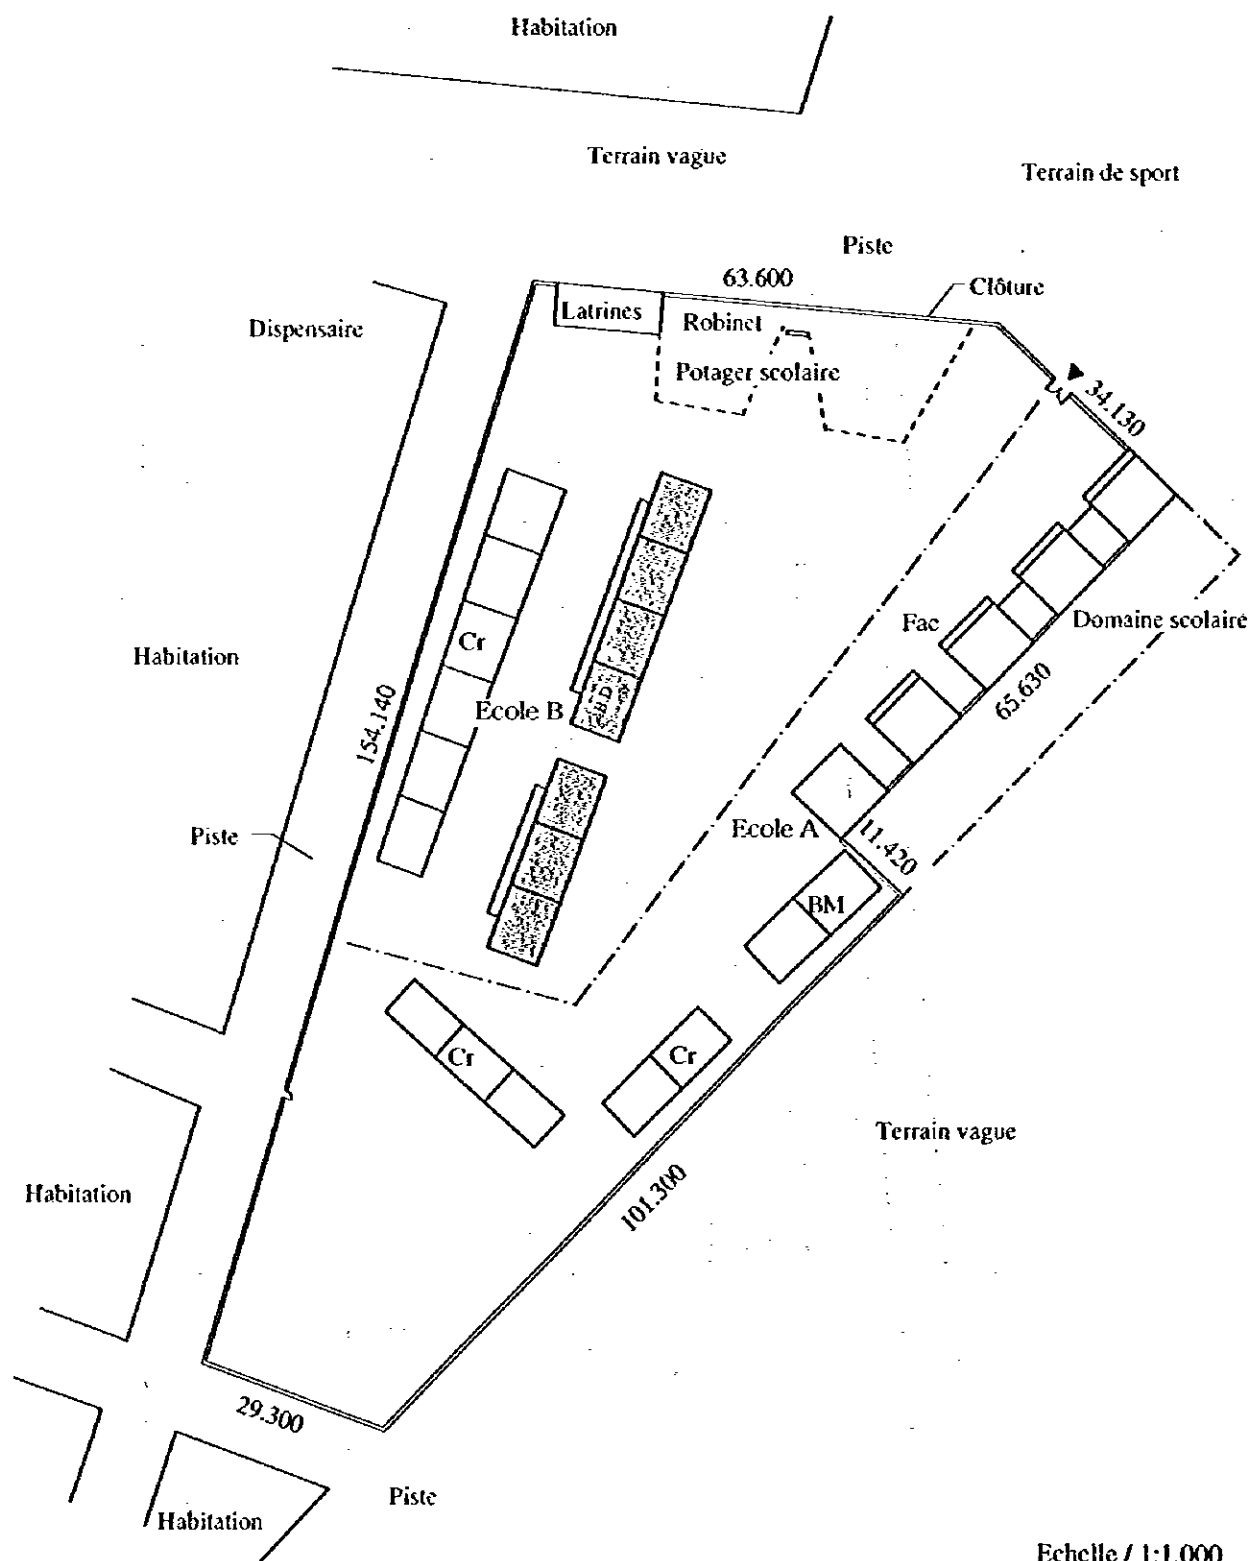 Habitation
Terrain vague
Terrain de sport
Piste
63.600
Clôture
Dispensaire
Latrines
Robinet
Potager scolaire
34.130
Fac
Domaine scolaire
Cr
Habitation
65.630
154.140
Ecole B
BD
Piste
Ecole A
11.420
BM
Cr
Cr
Terrain vague
Habitation
101.300
29.300
Piste
Habitation
Echelle / 1:1.000